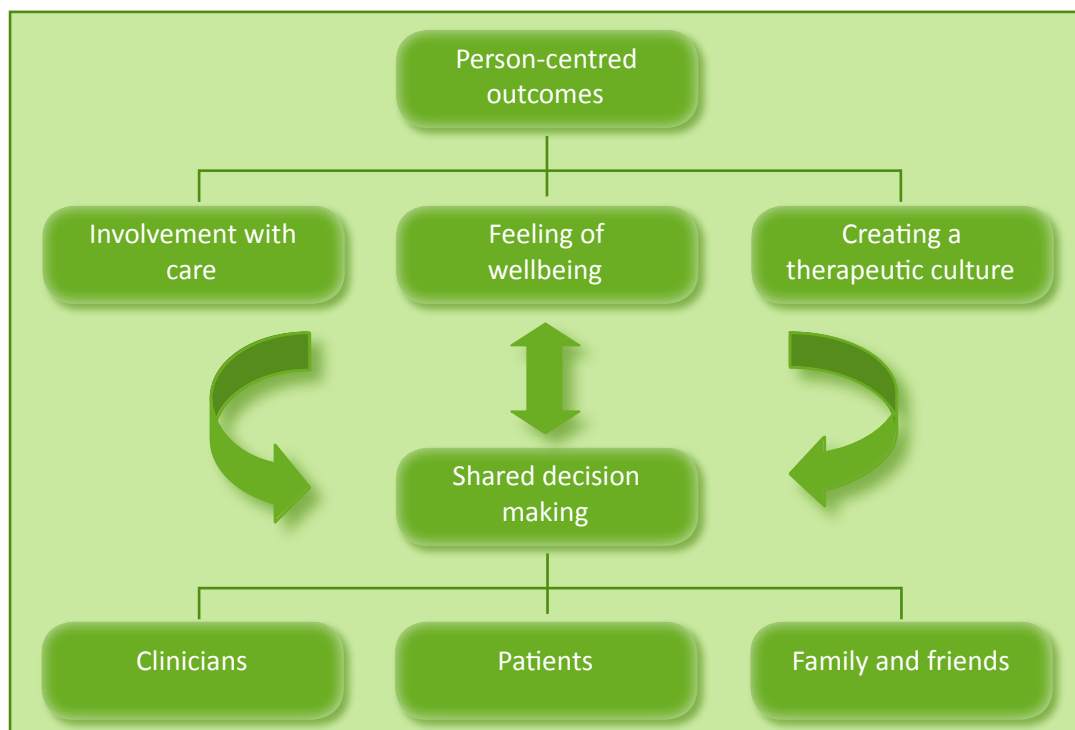 Person-centred
outcomes
Involvement with
care
Feeling of
wellbeing
Creating a
therapeutic culture
Shared decision
making
Clinicians
Patients
Family and friends